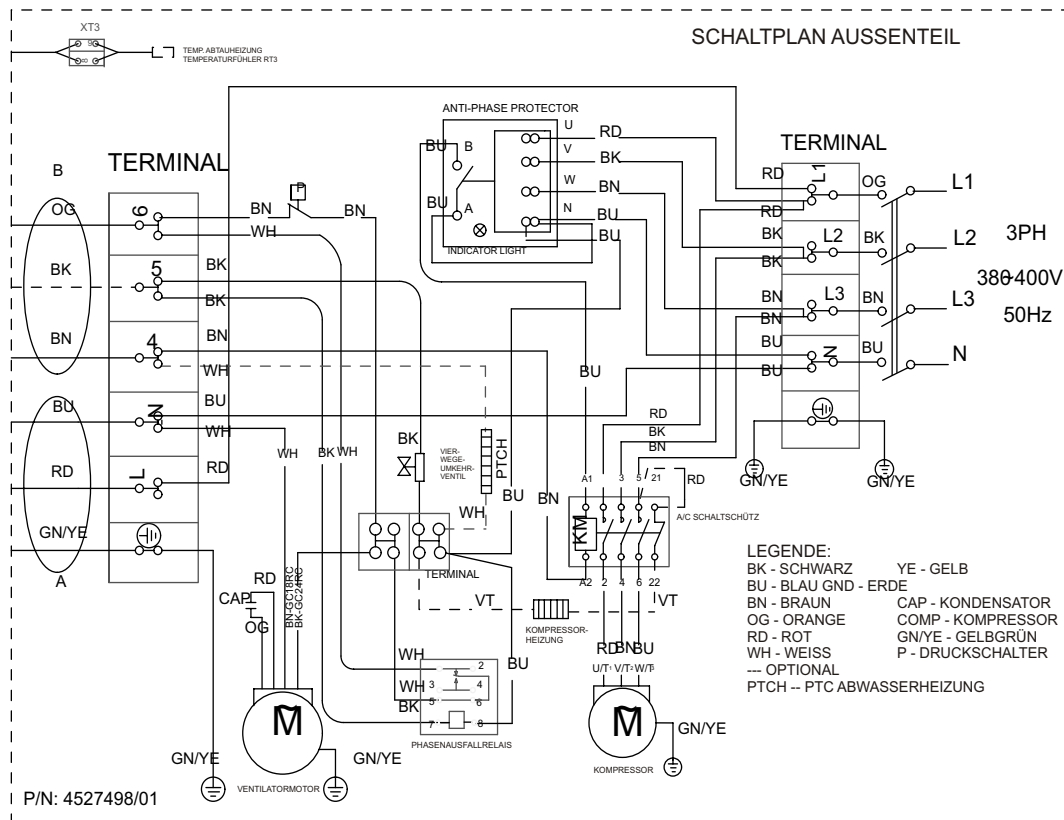 XT3
9
8
TEMP. ABTAUHEIZUNG
TEMPERATURFÜHLER RT3
SCHALTPLAN AUSSENTEIL
ANTI-PHASE PROTECTOR
BU
B
U
RD
V
BK
BU
A
W
BN
N
BU
BU
INDICATOR LIGHT
TERMINAL
B
OG
BK
BN
BU
RD
GN/YE
A
6
5
4
N
L
BN
P
BN
WH
BK
BK
BN
WH
BU
WH
RD
TERMINAL
RD
L1
OG
L1
RD
BK
L2
BK
L2
3PH
BK
380-400V
BN
L3
BN
L3
50Hz
BN
BU
N
BU
N
BU
GN/YE
GN/YE
WH
BK
WH
BK
VIER-
WEGE-
UMKEHR-
VENTIL
PTCH
WH
BU
BN
BU
RD
BK
BN
A1
3
5
21
RD
KM
A/C SCHALTSCHÜTZ
A2
2
4
6
22
TERMINAL
VT
VT
KOMPRESSOR-
HEIZUNG
RD
CAP
OG
BN-GC18RC
BK-GC24RC
WH
2
WH
3
4
BK
5
6
7
8
BU
PHASENAUSFALLRELAIS
RD
BN
BU
U/T1
V/T2
W/T3
M
GN/YE
GN/YE
VENTILATORMOTOR
M
GN/YE
KOMPRESSOR
LEGENDE:
BK - SCHWARZ YE - GELB
BU - BLAU GND - ERDE
BN - BRAUN CAP - KONDENSATOR
OG - ORANGE COMP - KOMPRESSOR
RD - ROT GN/YE - GELBGRÜN
WH - WEISS P - DRUCKSCHALTER
--- OPTIONAL
PTCH -- PTC ABWASSERHEIZUNG
P/N: 4527498/01